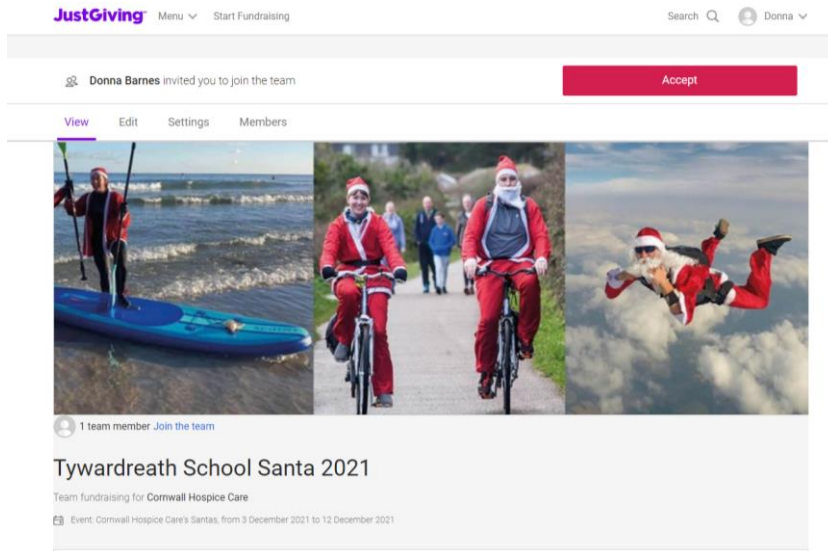 JustGiving™ Menu Start Fundraising Search Donna
Donna Barnes invited you to join the team Accept
View Edit Settings Members
1 team member Join the team
Tywardreath School Santa 2021
Team fundraising for Cornwall Hospice Care
Event: Cornwall Hospice Care's Santas, from 3 December 2021 to 12 December 2021